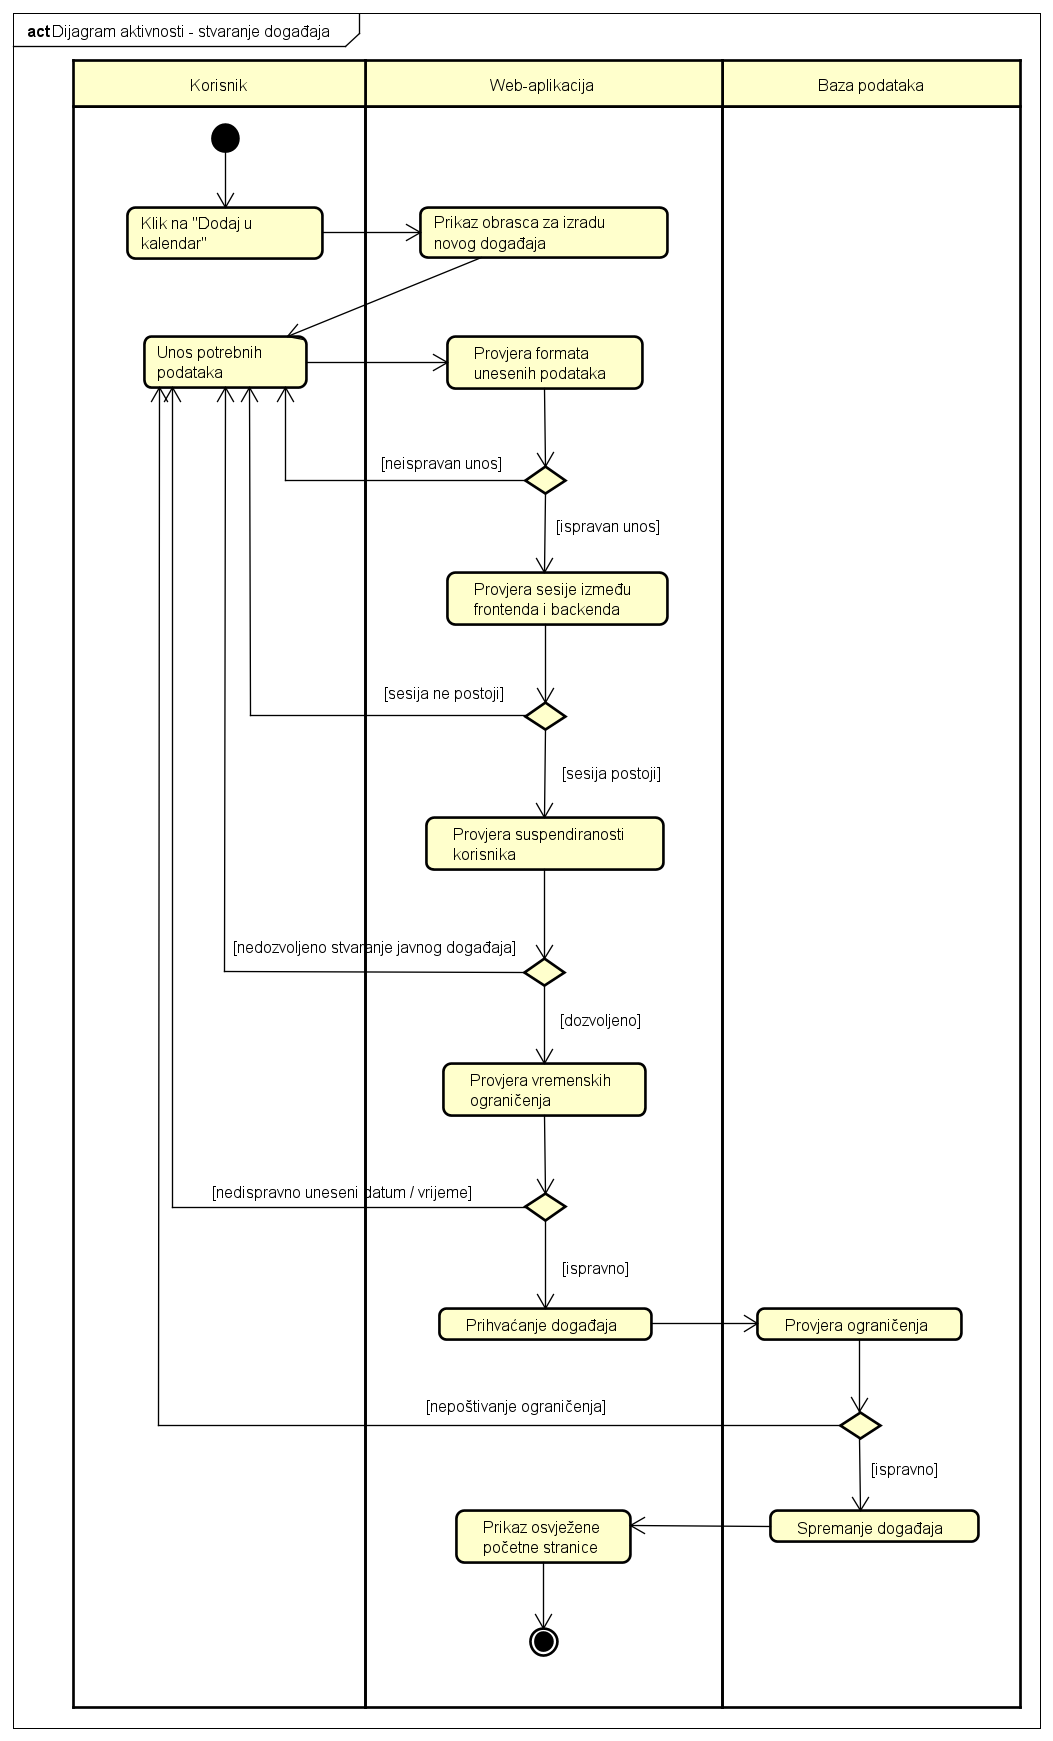 act Dijagram aktivnosti - stvaranje događaja
Korisnik
Web-aplikacija
Baza podataka
Klik na "Dodaj u
kalendar"
Prikaz obrasca za izradu
novog događaja
Unos potrebnih
podataka
Provjera formata
unesenih podataka
[neispravan unos]
[ispravan unos]
Provjera sesije između
frontenda i backenda
[sesija ne postoji]
[sesija postoji]
Provjera suspendiranosti
korisnika
[nedozvoljeno stvaranje javnog događaja]
[dozvoljeno]
Provjera vremenskih
ograničenja
[nedispravno uneseni datum / vrijeme]
[ispravno]
Prihvaćanje događaja
Provjera ograničenja
[nepoštivanje ograničenja]
[ispravno]
Prikaz osvježene
početne stranice
Spremanje događaja